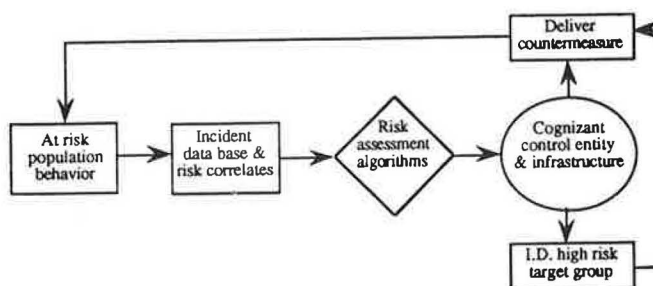 Deliver
countermeasure
At risk
population
behavior
Incident
data base &
risk correlates
Risk
assessment
algorithms
Cognizant
control entity
& infrastructure
I.D. high risk
target group